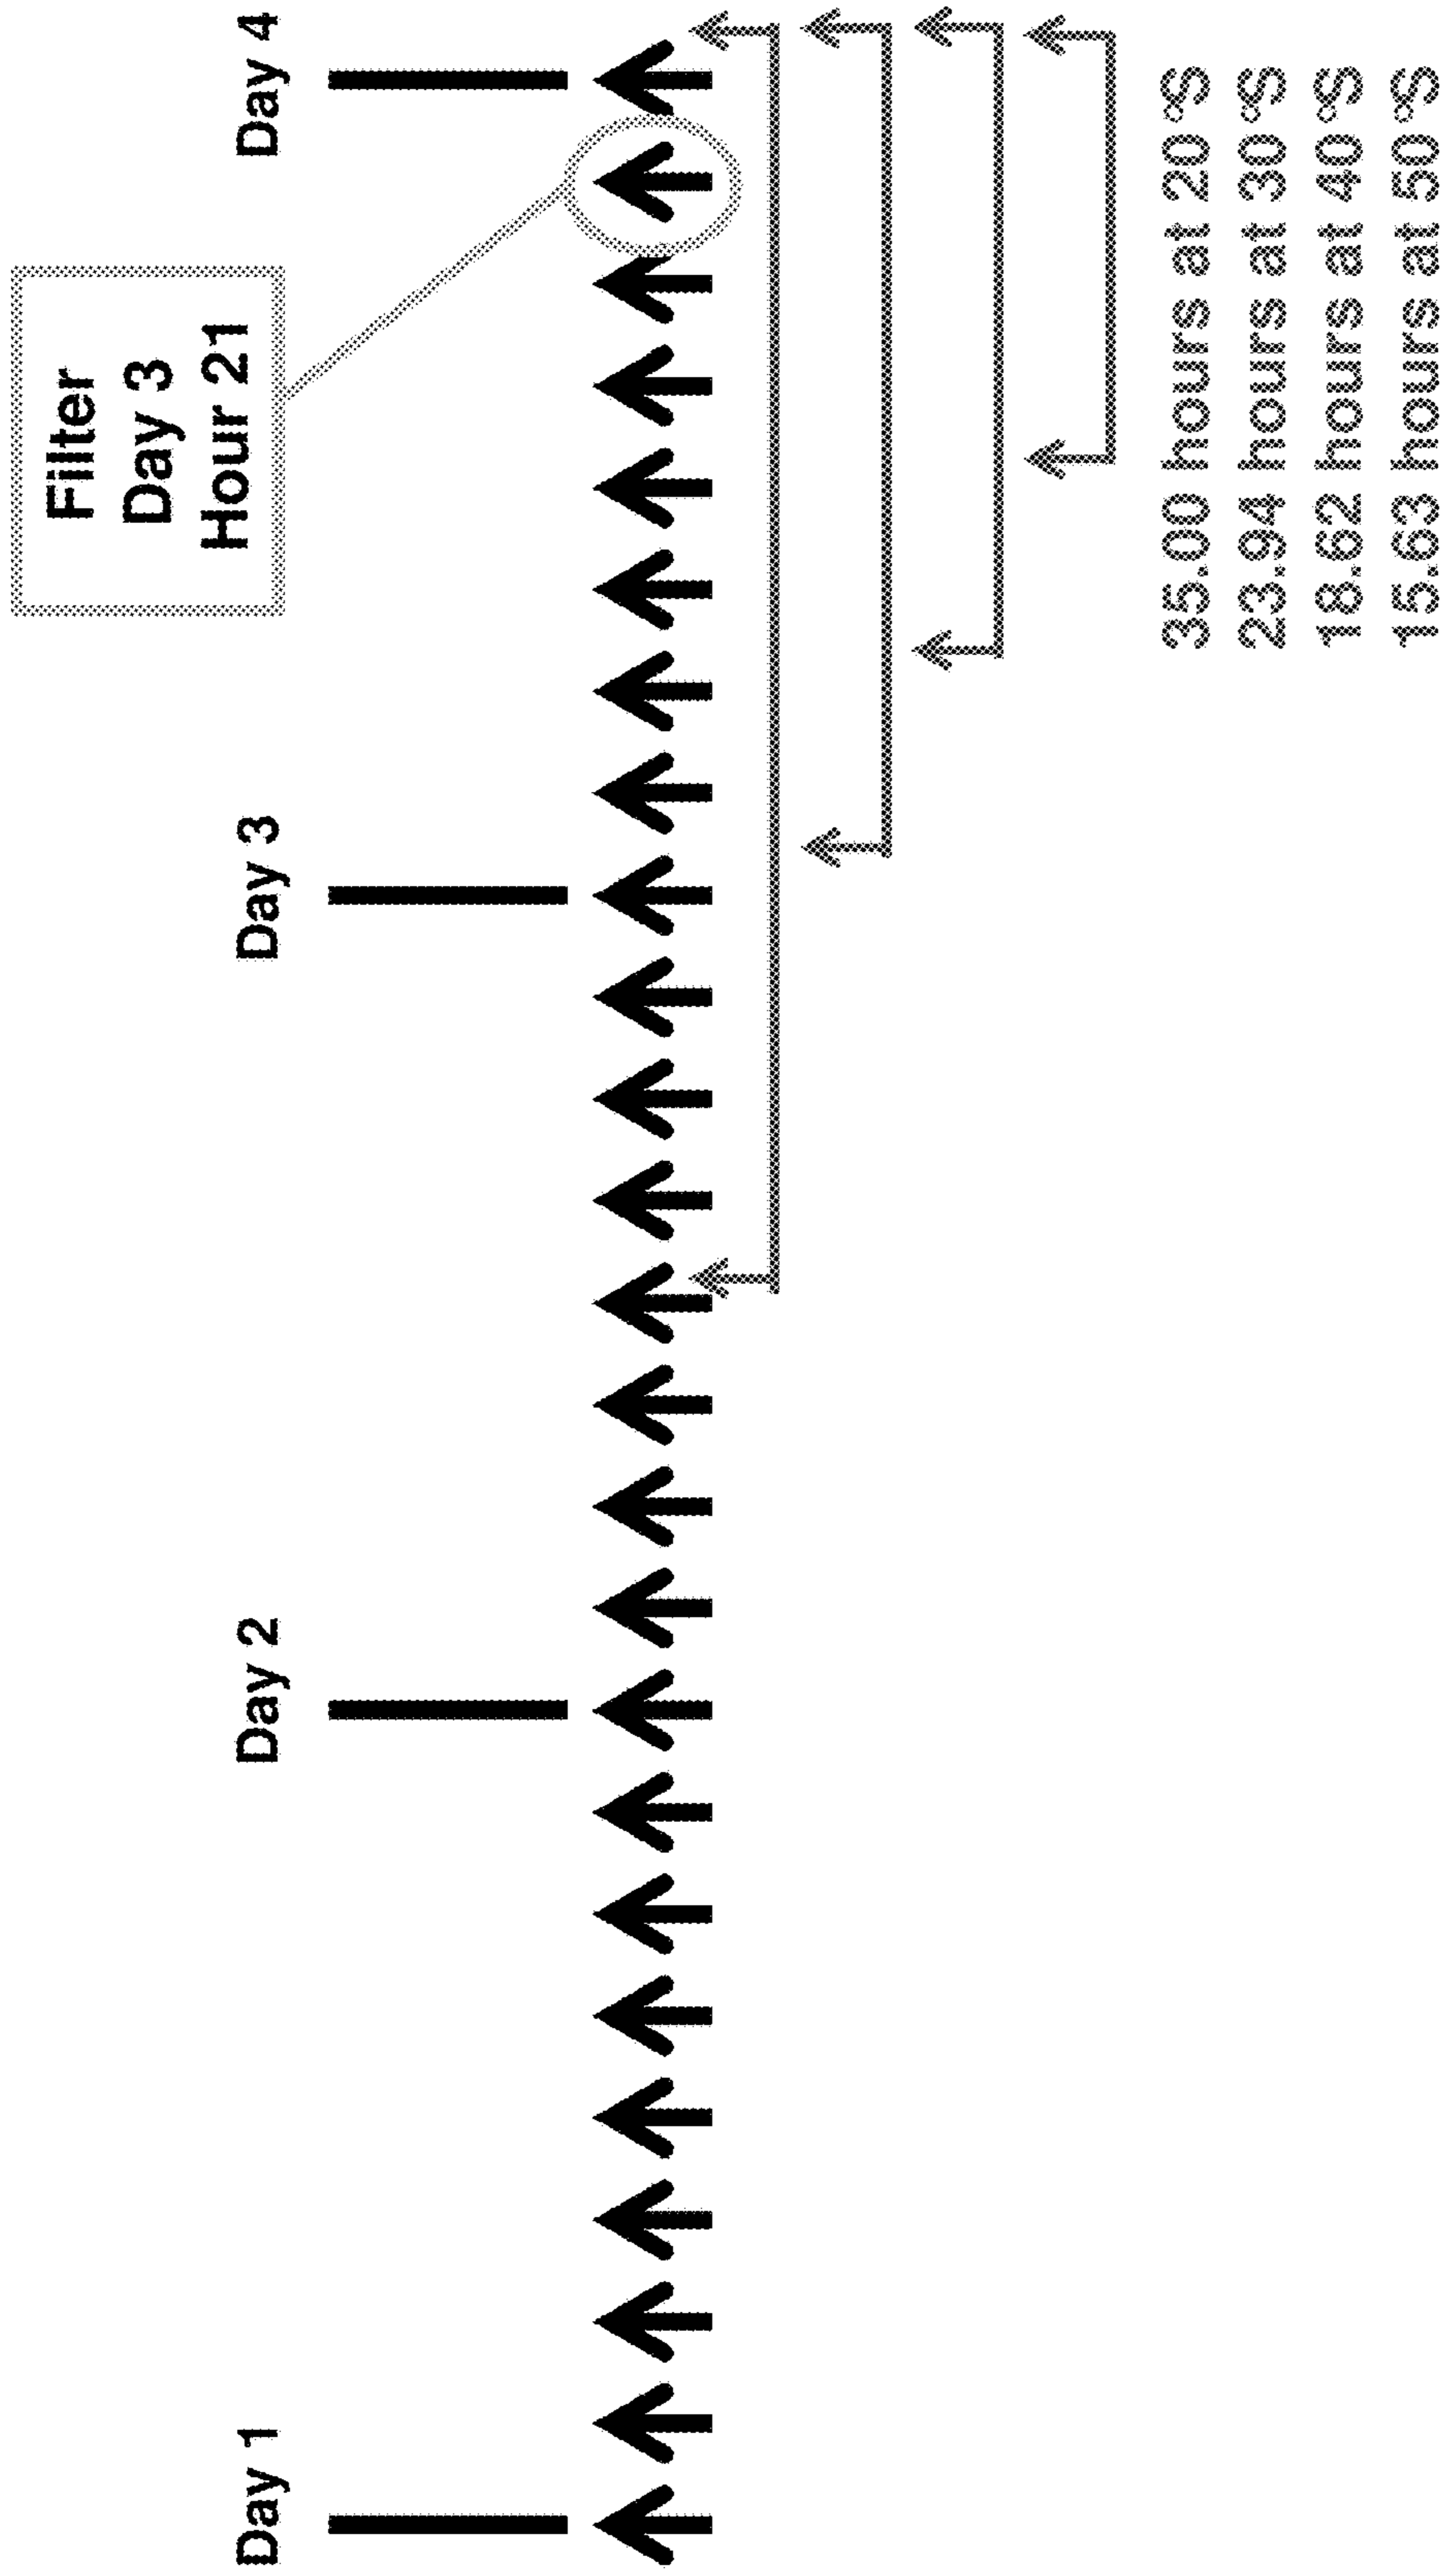 Filter
Day 3
Hour 21
Day 1
Day 2
Day 3
Day 4
35.00 hours at 20°S
23.94 hours at 30°S
18.62 hours at 40°S
15.63 hours at 50°S